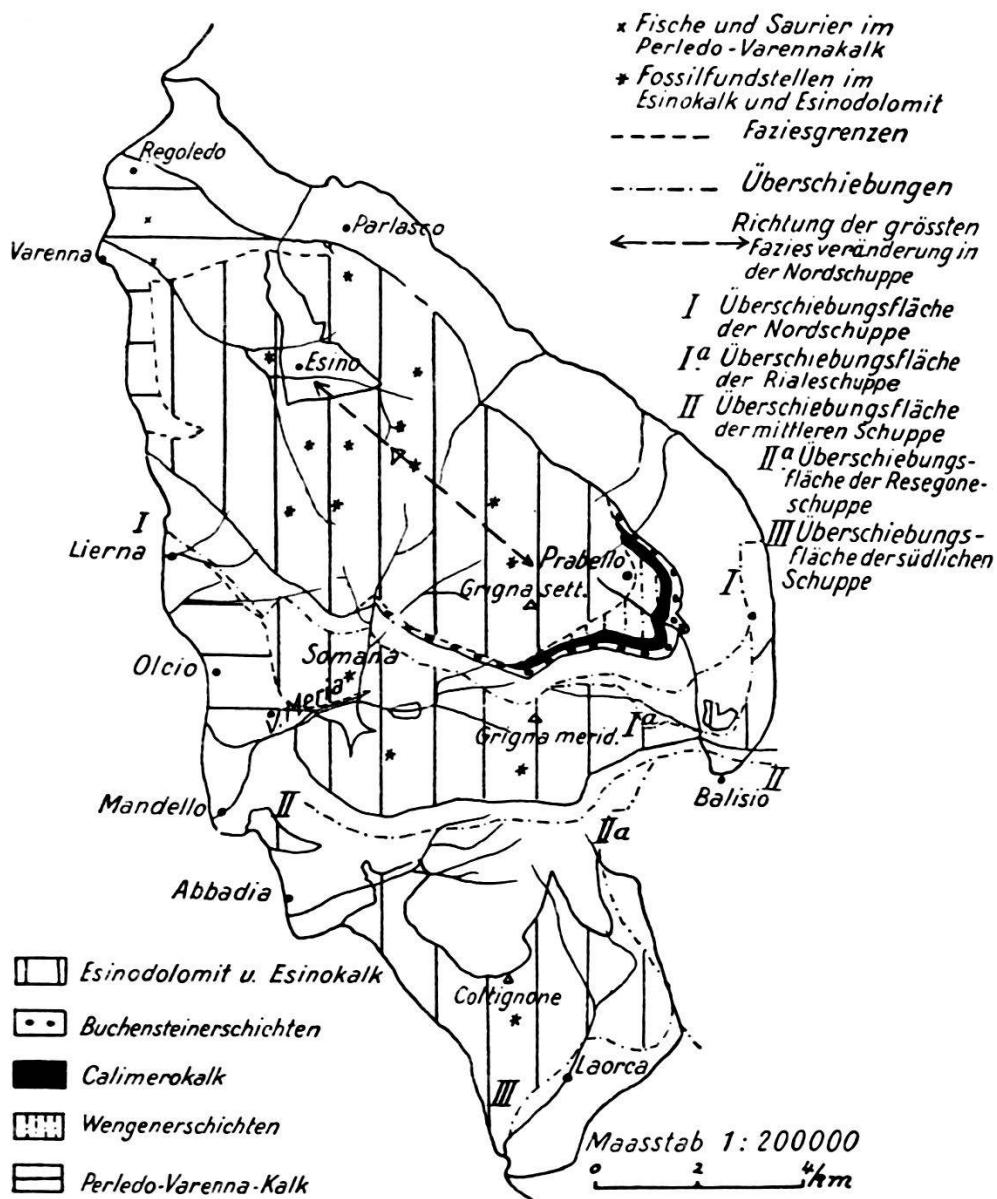 × Fische und Saurier im
Perledo-Varennakalk
* Fossilfundstellen im
Esinokalk und Esinodolomit
Faziesgrenzen
Überschiebungen
Richtung der grössten
Faziesveränderung in
der Nordschuppe
I Überschiebungsfläche
der Nordschuppe
Ia Überschiebungsfläche
der Rialeschuppe
II Überschiebungsfläche
der mittleren Schuppe
IIa Überschiebungs-
fläche der Resegone-
schuppe
III Überschiebungs-
fläche der südlichen
Schuppe
Regoledo
Parlasco
Varenna
Esino
I
Lierna
Prabello
Grigna sett.
I
Somana
Olcio
Meria
Grigna merid.
Ia
II
Balisio
Mandello
II
IIa
Abbadia
Coltignone
Laorca
III
Esinodolomit u. Esinokalk
Buchensteinerschichten
Calimerokalk
Wengenerschichten
Perledo-Varenna-Kalk
Maasstab 1:200000
0 2 4 km